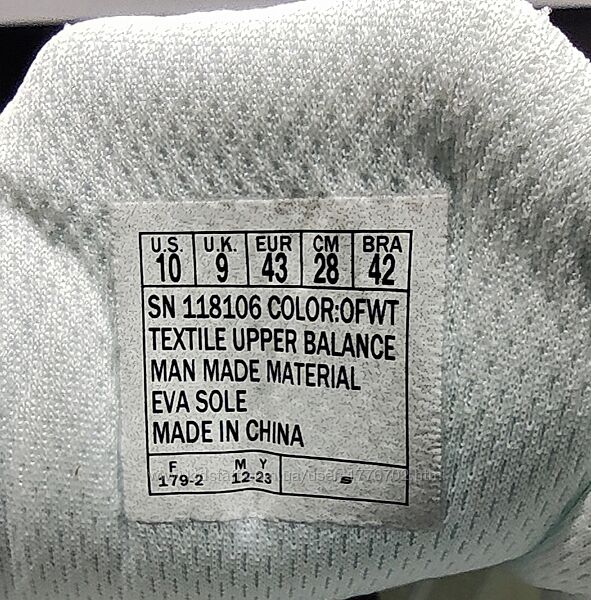 U.S. U.K. EUR CM BRA
10 9 43 28 42
SN 118106 COLOR:OFWT
TEXTILE UPPER BALANCE
MAN MADE MATERIAL
EVA SOLE
MADE IN CHINA
F M Y
179-2 12-23 s